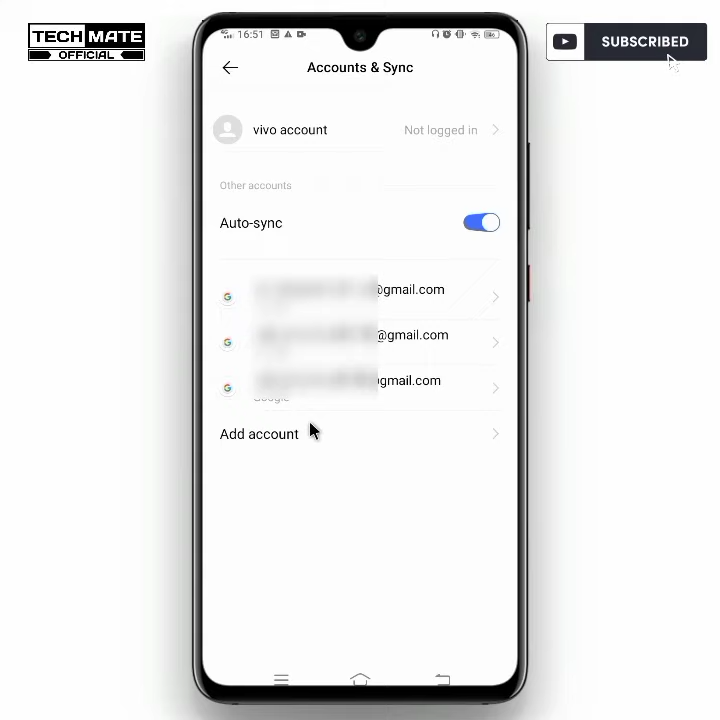 TECH MATE
OFFICIAL
SUBSCRIBED
16:51
Accounts & Sync
vivo account
Not logged in
Other accounts
Auto-sync
@gmail.com
@gmail.com
gmail.com
Google
Add account